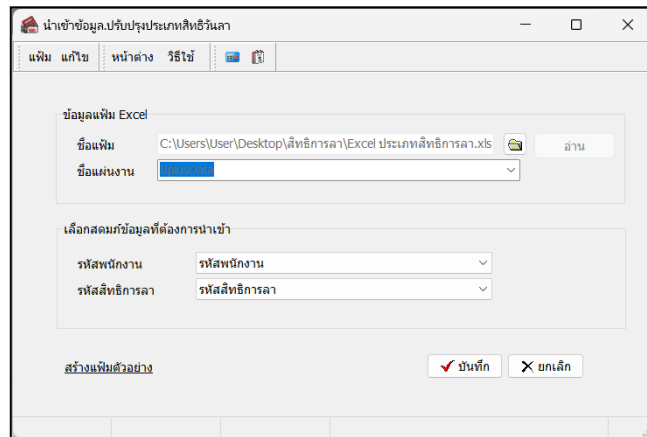 นำเข้าข้อมูล.ปรับปรุงประเภทสิทธิวันลา
แฟ้ม แก้ไข หน้าต่าง วิธีใช้
ข้อมูลแฟ้ม Excel
ชื่อแฟ้ม C:\Users\User\Desktop\สิทธิการลา\Excel ประเภทสิทธิการลา.xls อ่าน
ชื่อแผ่นงาน BplusData
เลือกสดมภ์ข้อมูลที่ต้องการนำเข้า
รหัสพนักงาน รหัสพนักงาน
รหัสสิทธิการลา รหัสสิทธิการลา
สร้างแฟ้มตัวอย่าง บันทึก ยกเลิก